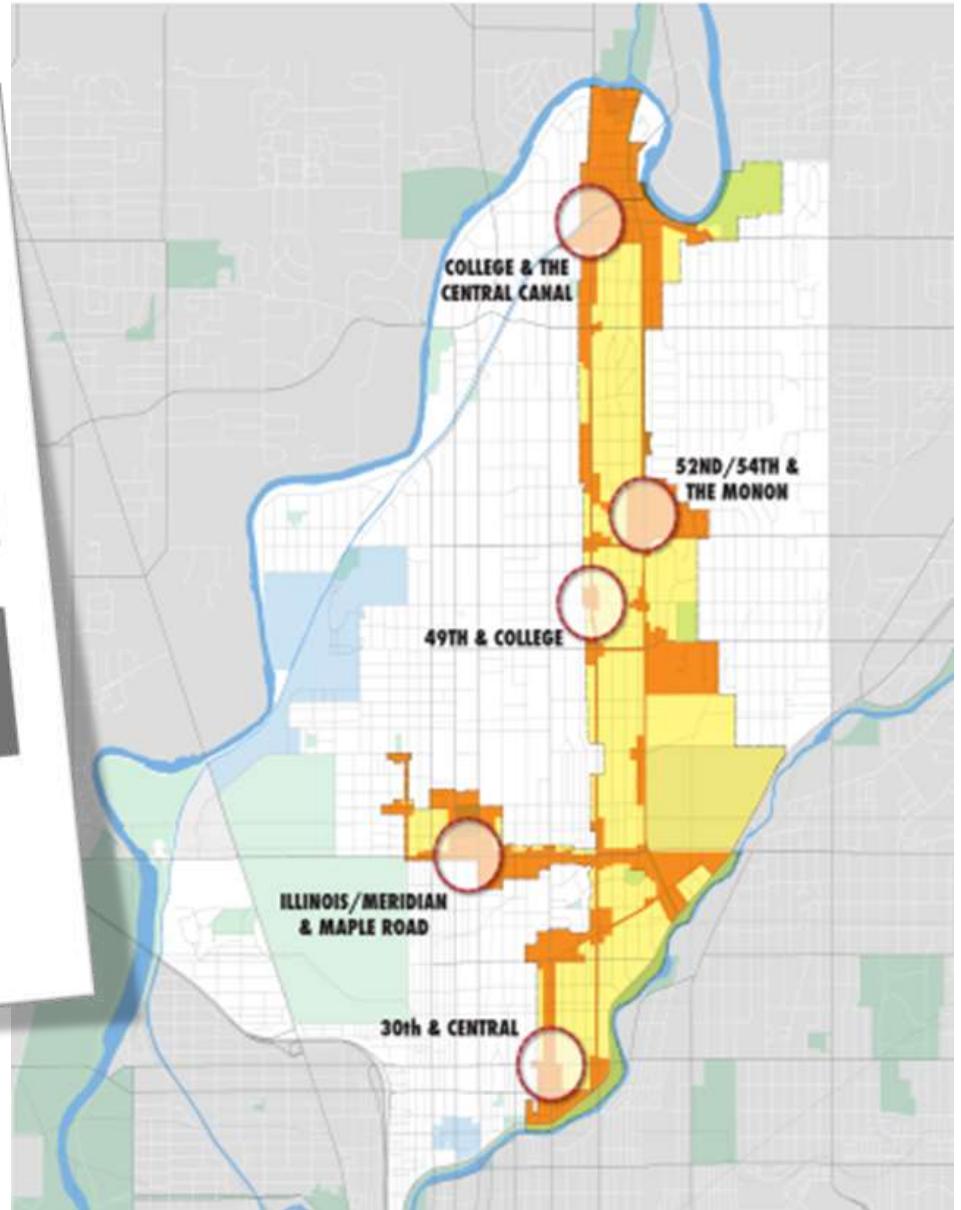 COLLEGE & THE
CENTRAL CANAL
52ND/54TH &
THE MONON
49TH & COLLEGE
ILLINOIS/MERIDIAN
& MAPLE ROAD
30th & CENTRAL